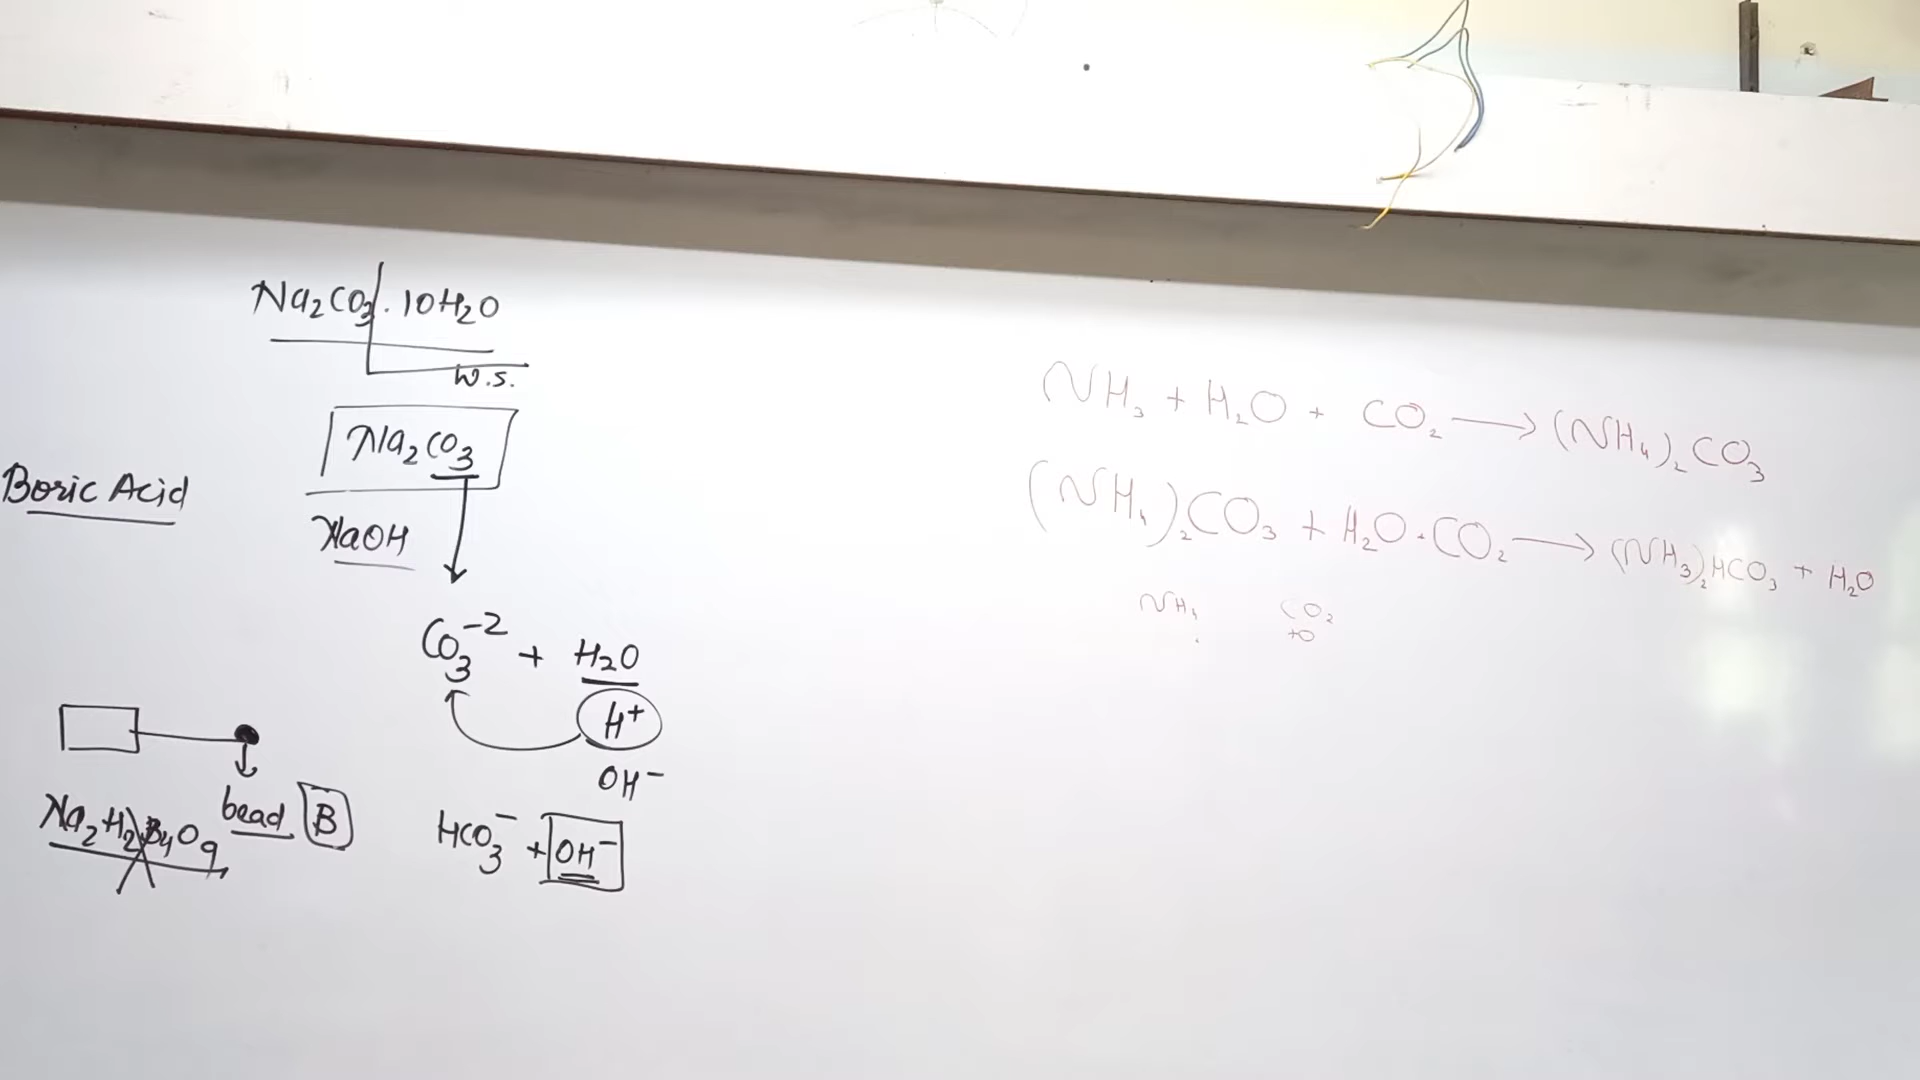 Na₂CO₃ . 10H₂O
W.S.
Na₂CO₃
Boric Acid
NaOH
CO₃⁻² + H₂O
H⁺
OH⁻
bead B
Na₂H₂B₄O₉
HCO₃⁻ + OH⁻
NH₃ + H₂O + CO₂ → (NH₄)₂CO₃
(NH₄)₂CO₃ + H₂O + CO₂ → (NH₃)₂HCO₃ + H₂O
NH₄ CO₂